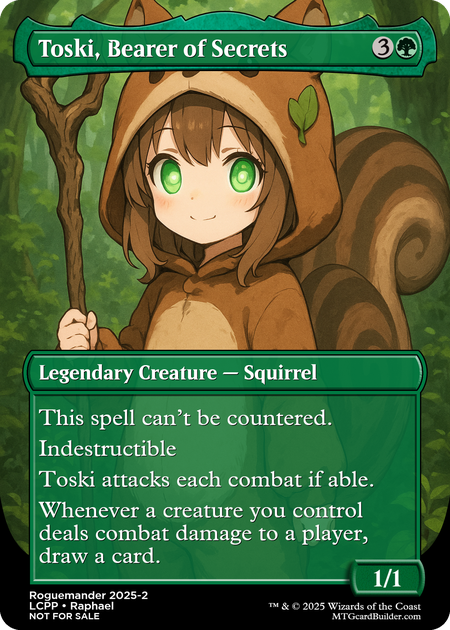 Toski, Bearer of Secrets
3
Legendary Creature — Squirrel
This spell can't be countered.
Indestructible
Toski attacks each combat if able.
Whenever a creature you control
deals combat damage to a player,
draw a card.
1/1
Roguemander 2025-2
LCPP • Raphael
NOT FOR SALE
™ & © 2025 Wizards of the Coast
MTGcardBuilder.com